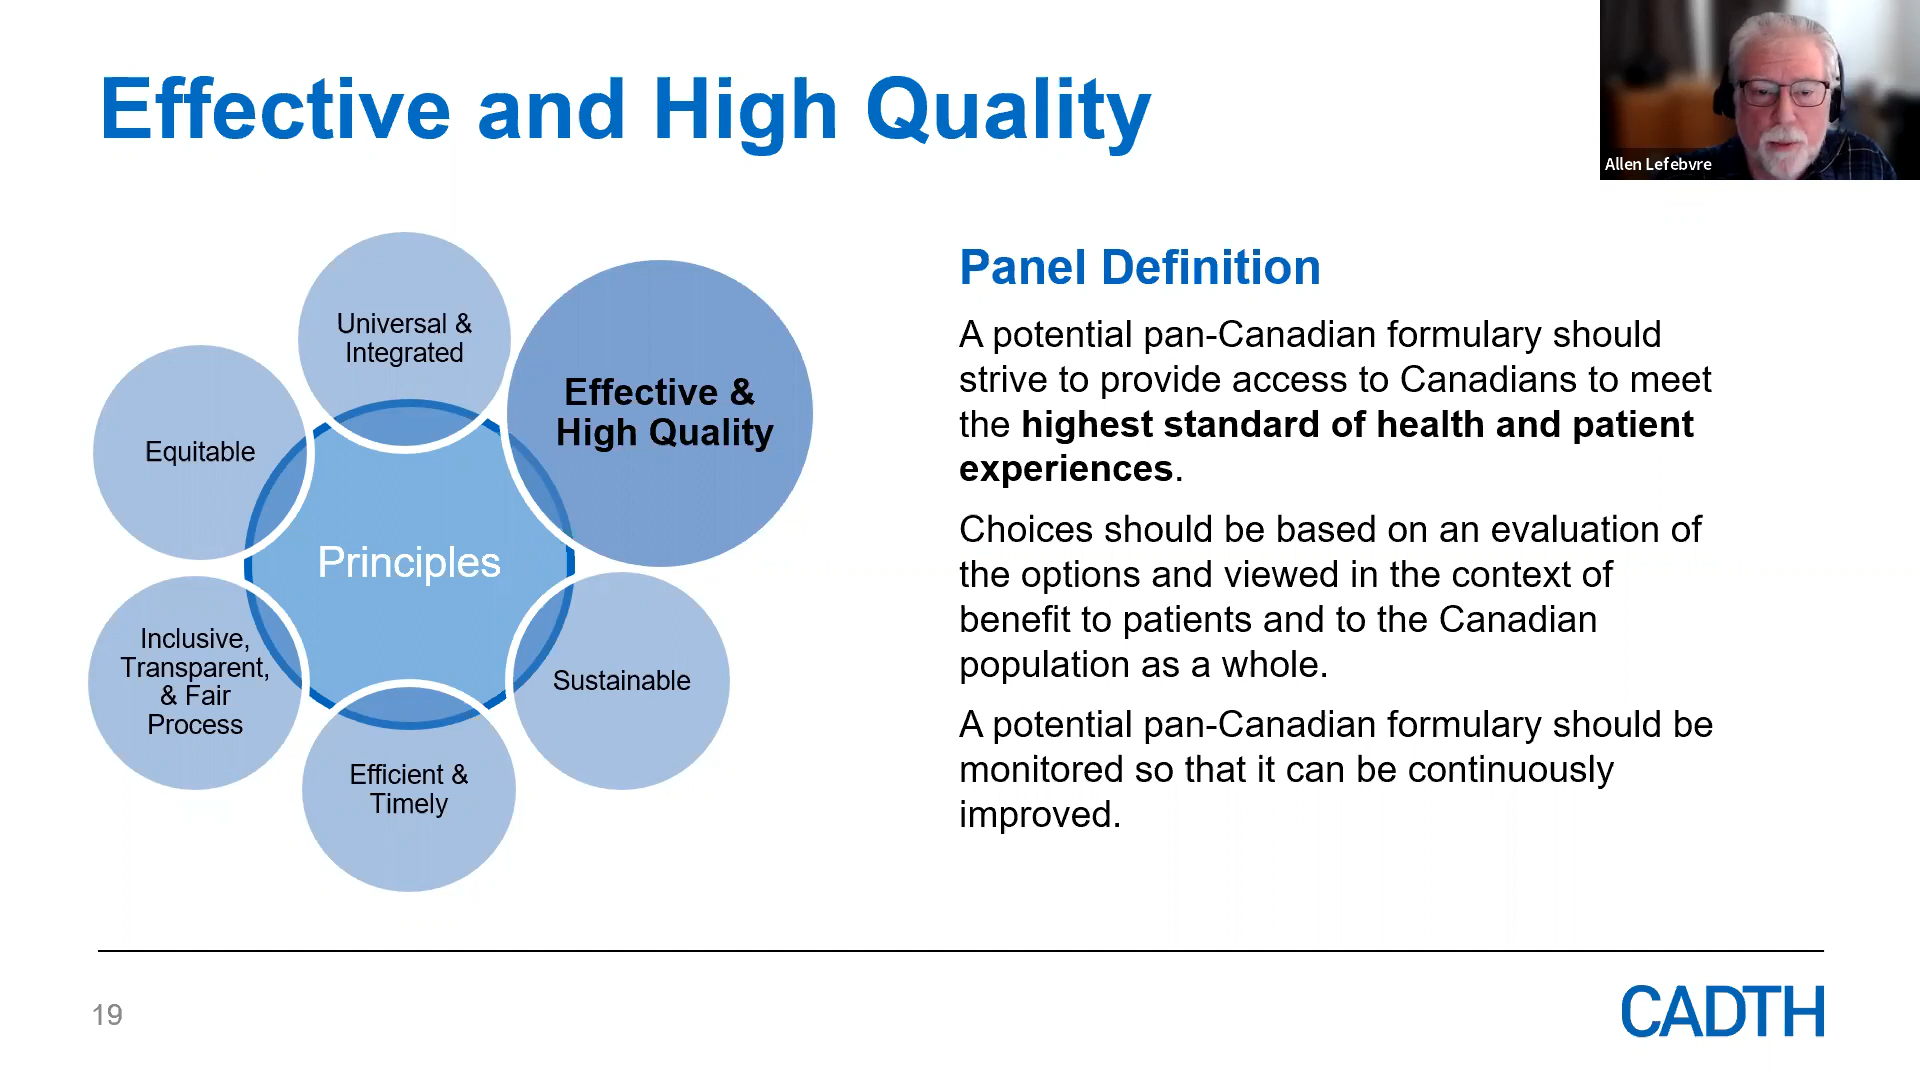 Effective and High Quality
Allen Lefebvre
Universal &
Integrated
Effective &
High Quality
Equitable
Principles
Inclusive,
Transparent,
& Fair
Process
Sustainable
Efficient &
Timely
Panel Definition
A potential pan-Canadian formulary should
strive to provide access to Canadians to meet
the highest standard of health and patient
experiences.
Choices should be based on an evaluation of
the options and viewed in the context of
benefit to patients and to the Canadian
population as a whole.
A potential pan-Canadian formulary should be
monitored so that it can be continuously
improved.
19
CADTH